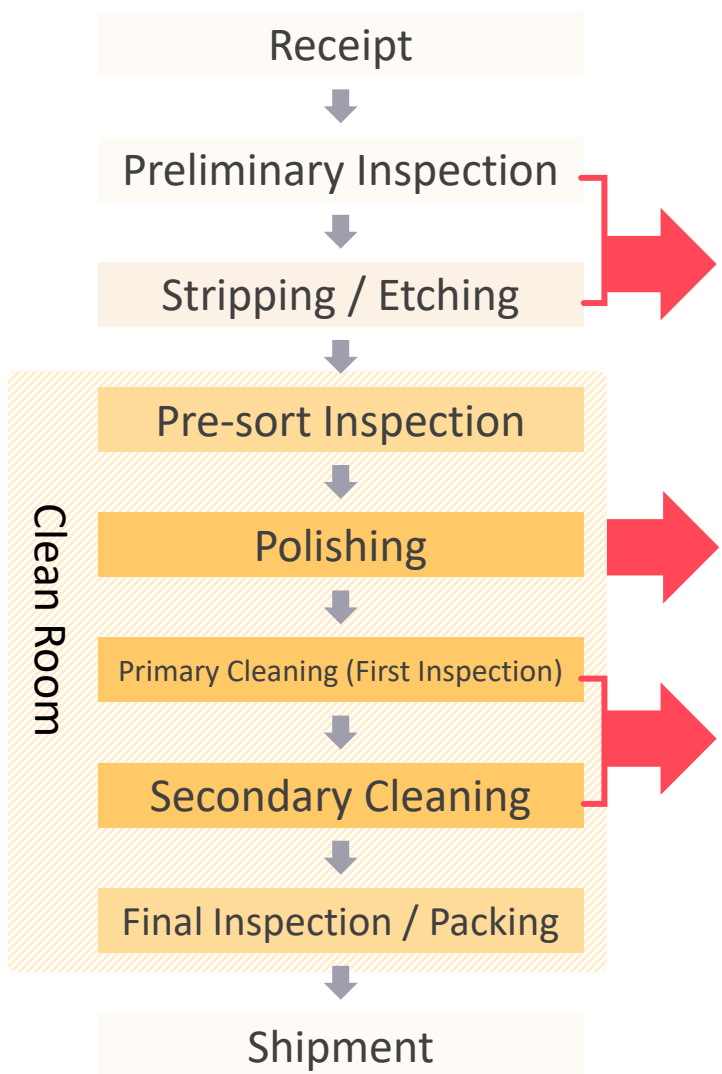 Receipt
Preliminary Inspection
Stripping / Etching
Pre-sort Inspection
Clean Room
Polishing
Primary Cleaning (First Inspection)
Secondary Cleaning
Final Inspection / Packing
Shipment